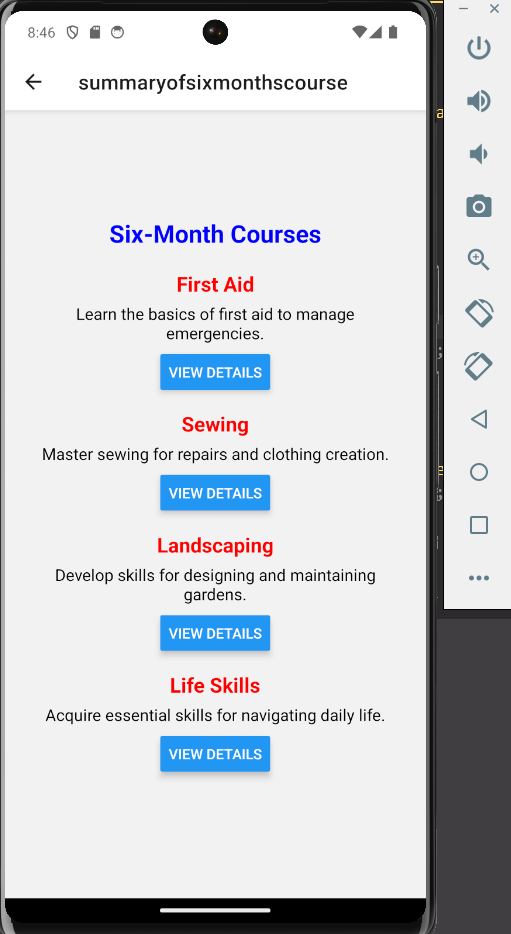 8:46
summaryofsixmonthscourse
Six-Month Courses
First Aid
Learn the basics of first aid to manage
emergencies.
VIEW DETAILS
Sewing
Master sewing for repairs and clothing creation.
VIEW DETAILS
Landscaping
Develop skills for designing and maintaining
gardens.
VIEW DETAILS
Life Skills
Acquire essential skills for navigating daily life.
VIEW DETAILS